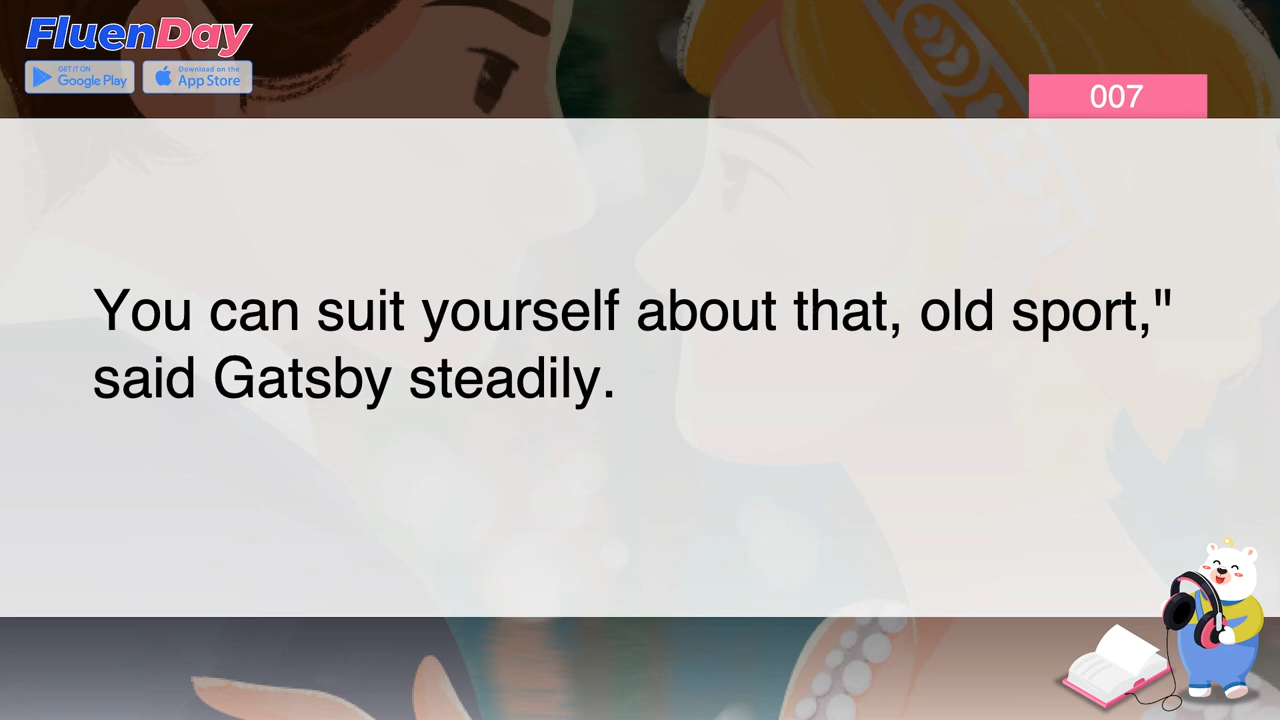 FluenDay
GET IT ON
Google Play
Download on the
App Store
007
You can suit yourself about that, old sport,"
said Gatsby steadily.